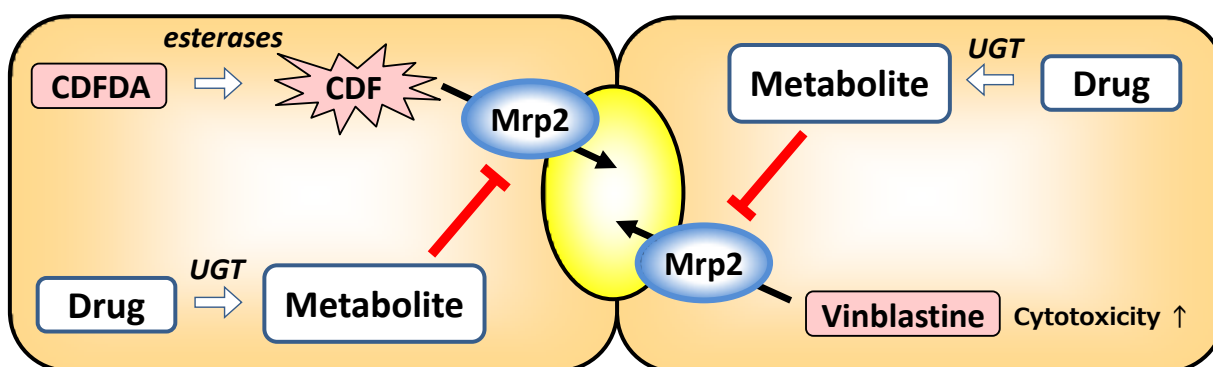 esterases
CDFDA
CDF
Mrp2
UGT
Drug
Metabolite
UGT
Metabolite
Drug
Mrp2
Vinblastine
Cytotoxicity ↑